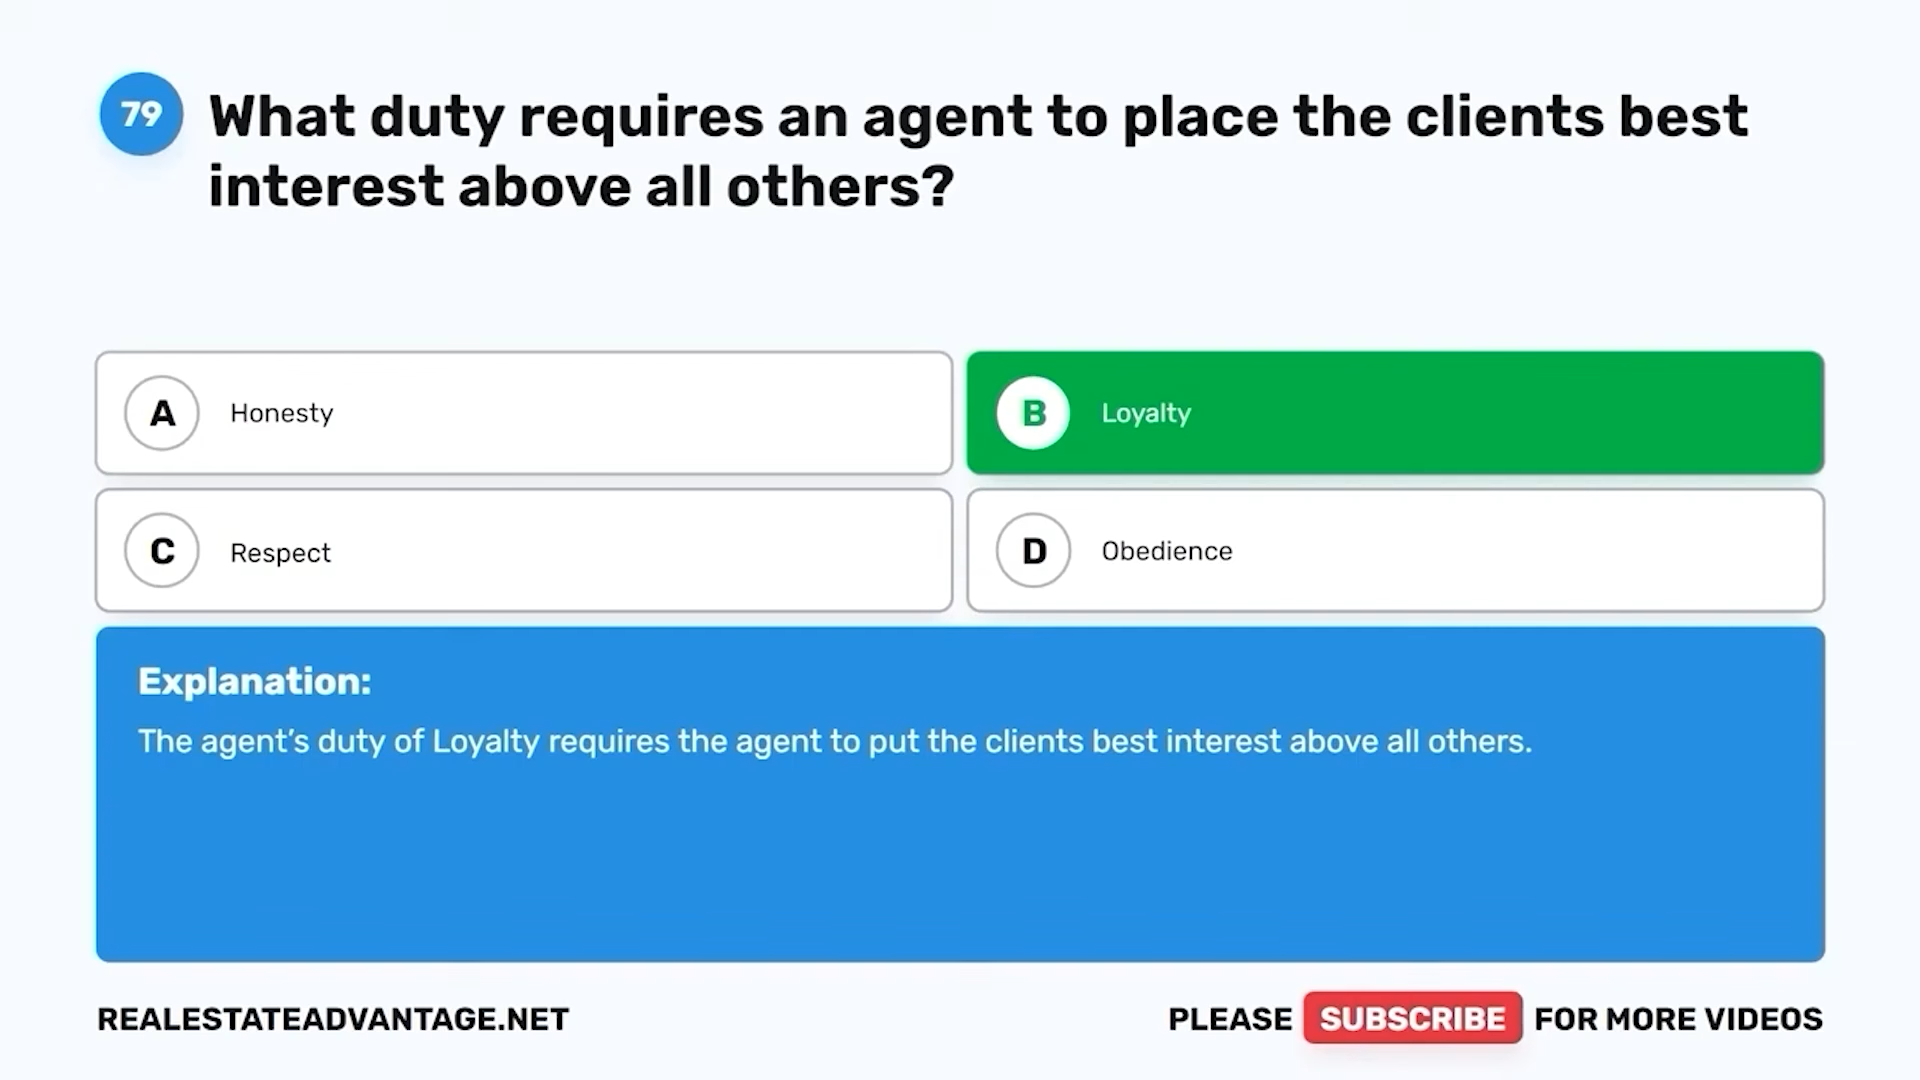 79
What duty requires an agent to place the clients best
interest above all others?
A Honesty
B Loyalty
C Respect
D Obedience
Explanation:
The agent’s duty of Loyalty requires the agent to put the clients best interest above all others.
REALESTATEADVANTAGE.NET
PLEASE SUBSCRIBE FOR MORE VIDEOS